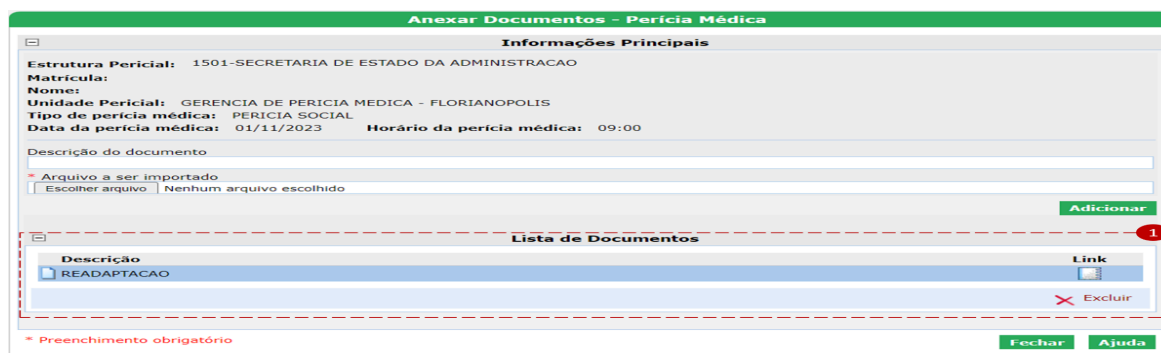 Anexar Documentos - Perícia Médica
Informações Principais
Estrutura Pericial: 1501-SECRETARIA DE ESTADO DA ADMINISTRACAO
Matrícula:
Nome:
Unidade Pericial: GERENCIA DE PERICIA MEDICA - FLORIANOPOLIS
Tipo de perícia médica: PERICIA SOCIAL
Data da perícia médica: 01/11/2023 Horário da perícia médica: 09:00
Descrição do documento
* Arquivo a ser importado
Escolher arquivo Nenhum arquivo escolhido
Adicionar
1
Lista de Documentos
Descrição Link
READAPTACAO
Excluir
* Preenchimento obrigatório
Fechar Ajuda